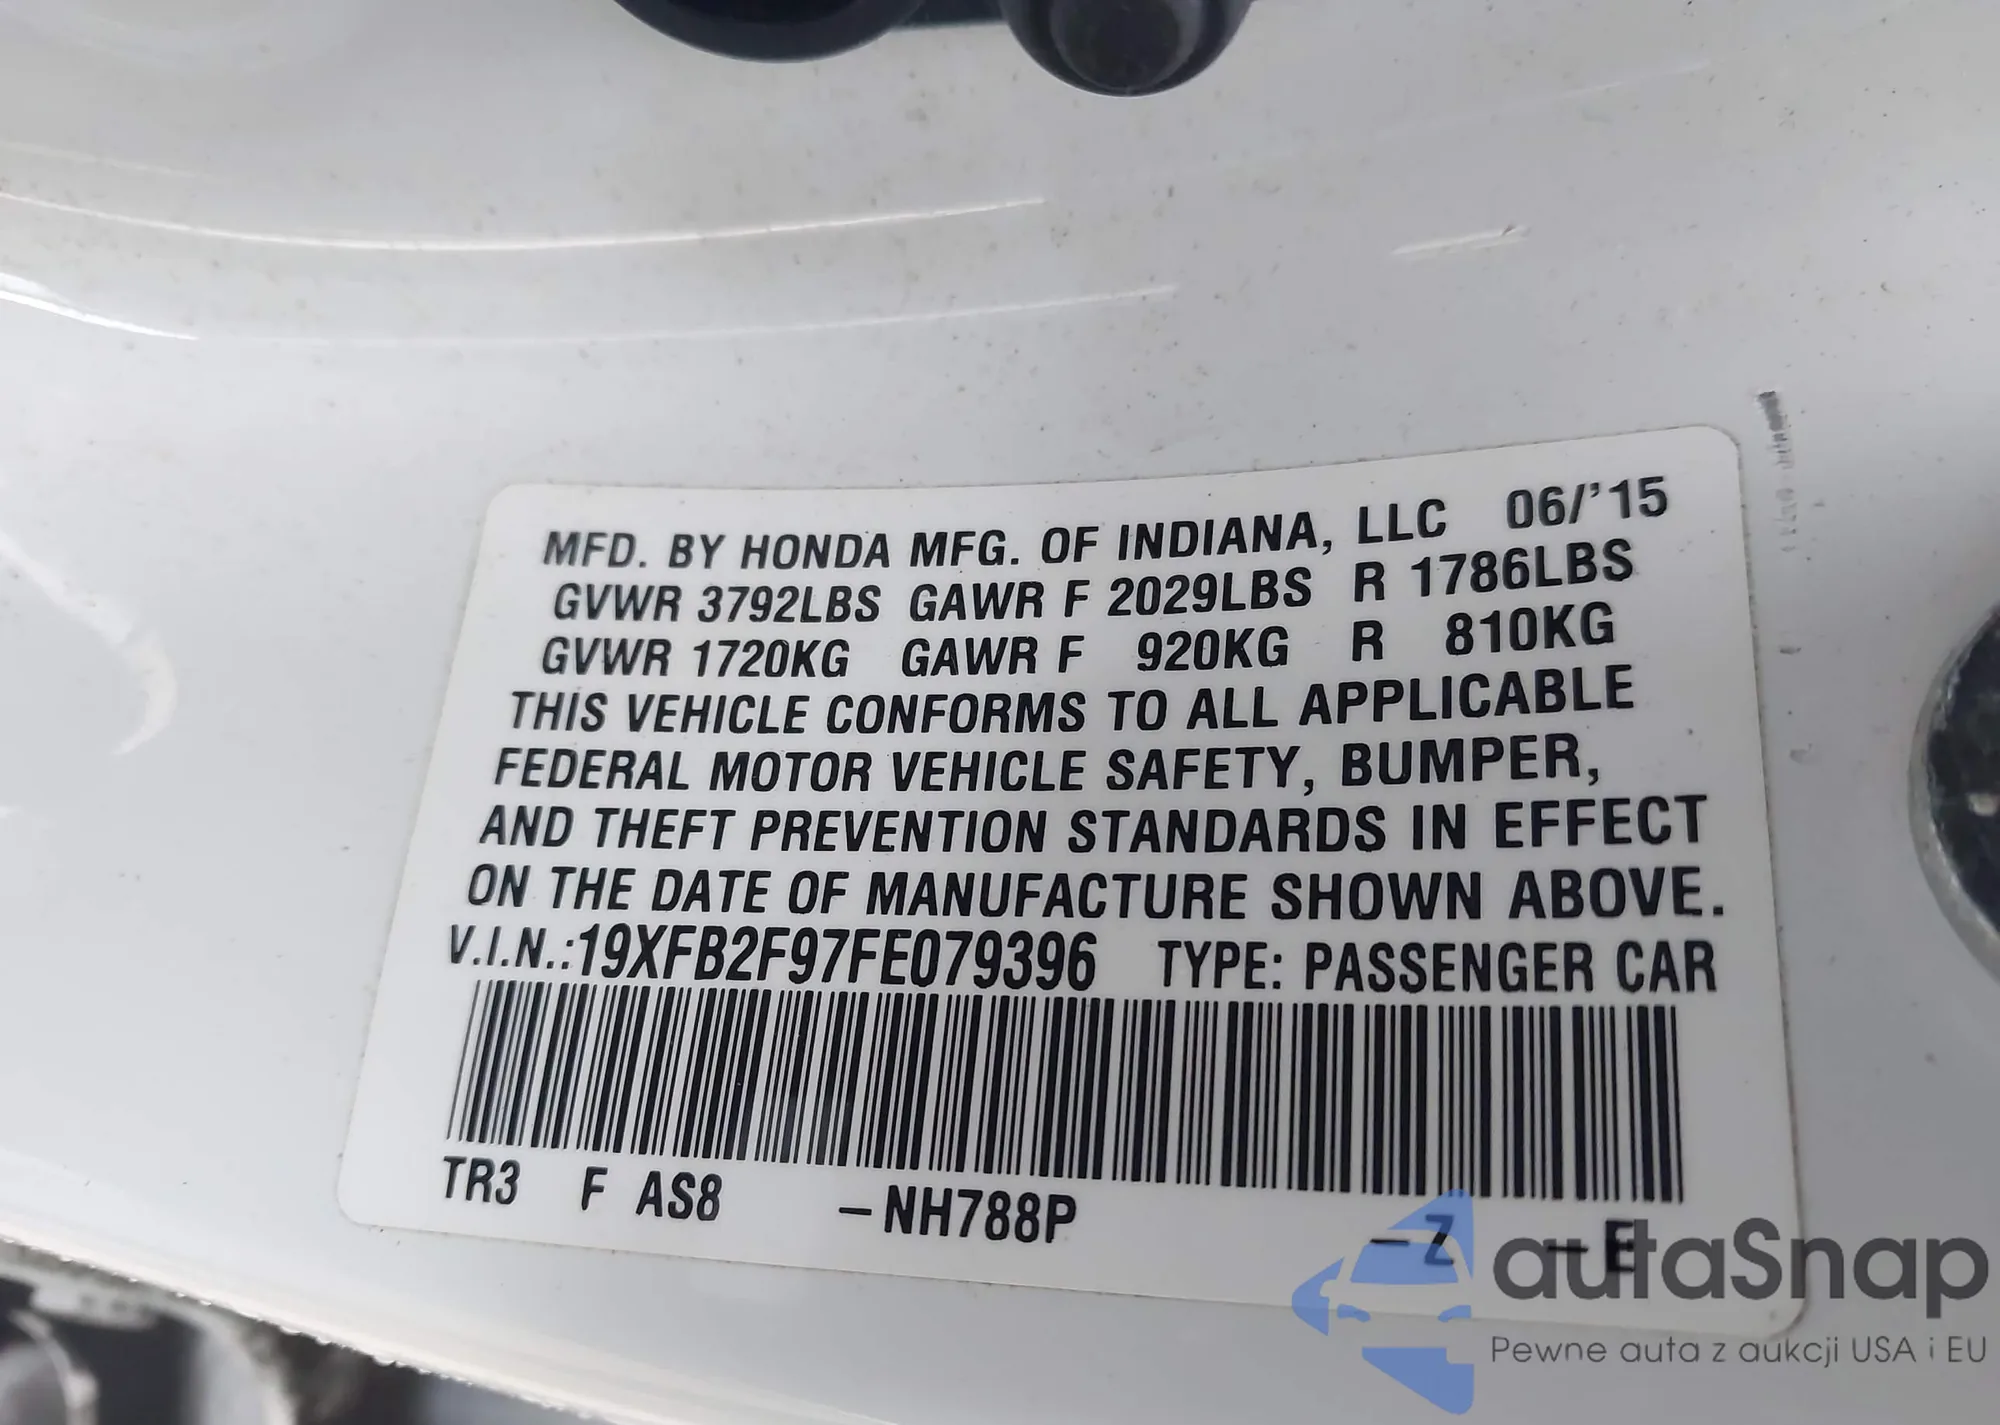 MFD. BY HONDA MFG. OF INDIANA, LLC 06/'15
GVWR 3792LBS GAWR F 2029LBS R 1786LBS
GVWR 1720KG GAWR F 920KG R 810KG
THIS VEHICLE CONFORMS TO ALL APPLICABLE
FEDERAL MOTOR VEHICLE SAFETY, BUMPER,
AND THEFT PREVENTION STANDARDS IN EFFECT
ON THE DATE OF MANUFACTURE SHOWN ABOVE.
V.I.N.:19XFB2F97FE079396 TYPE: PASSENGER CAR
TR3 F AS8 –NH788P –Z –E
autaSnap
Pewne auta z aukcji USA i EU